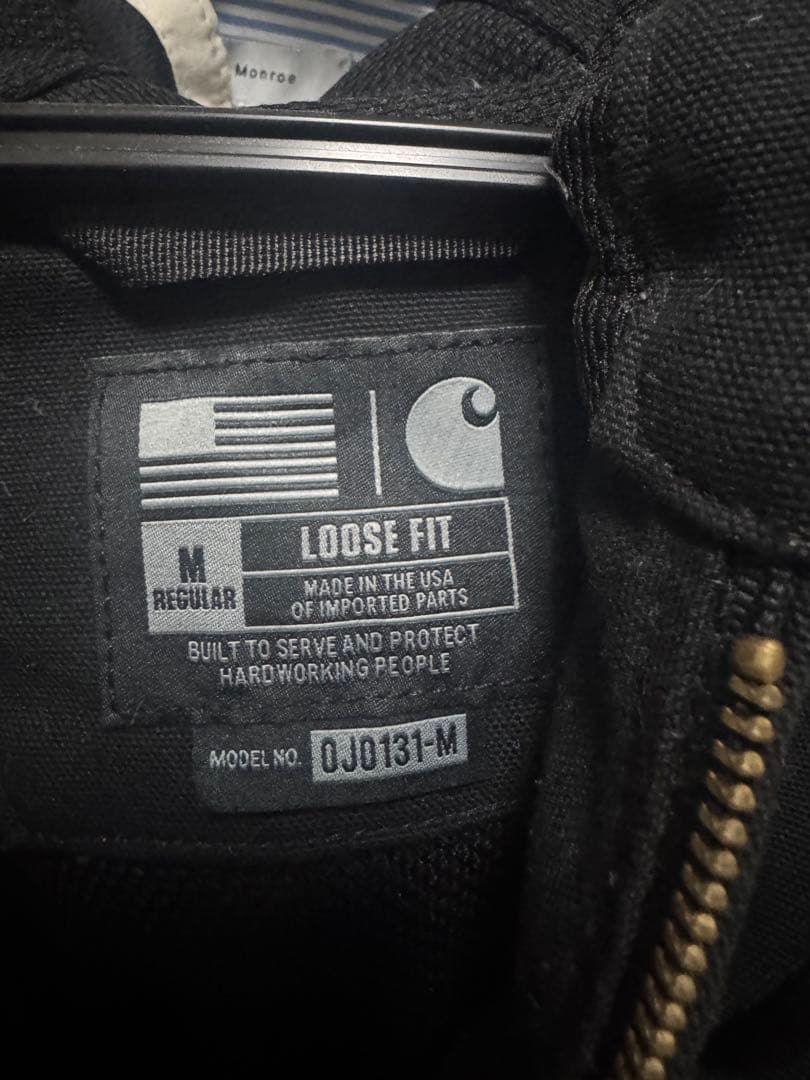 Monroe
M
REGULAR
LOOSE FIT
MADE IN THE USA
OF IMPORTED PARTS
BUILT TO SERVE AND PROTECT
HARDWORKING PEOPLE
MODEL NO. OJ0131-M